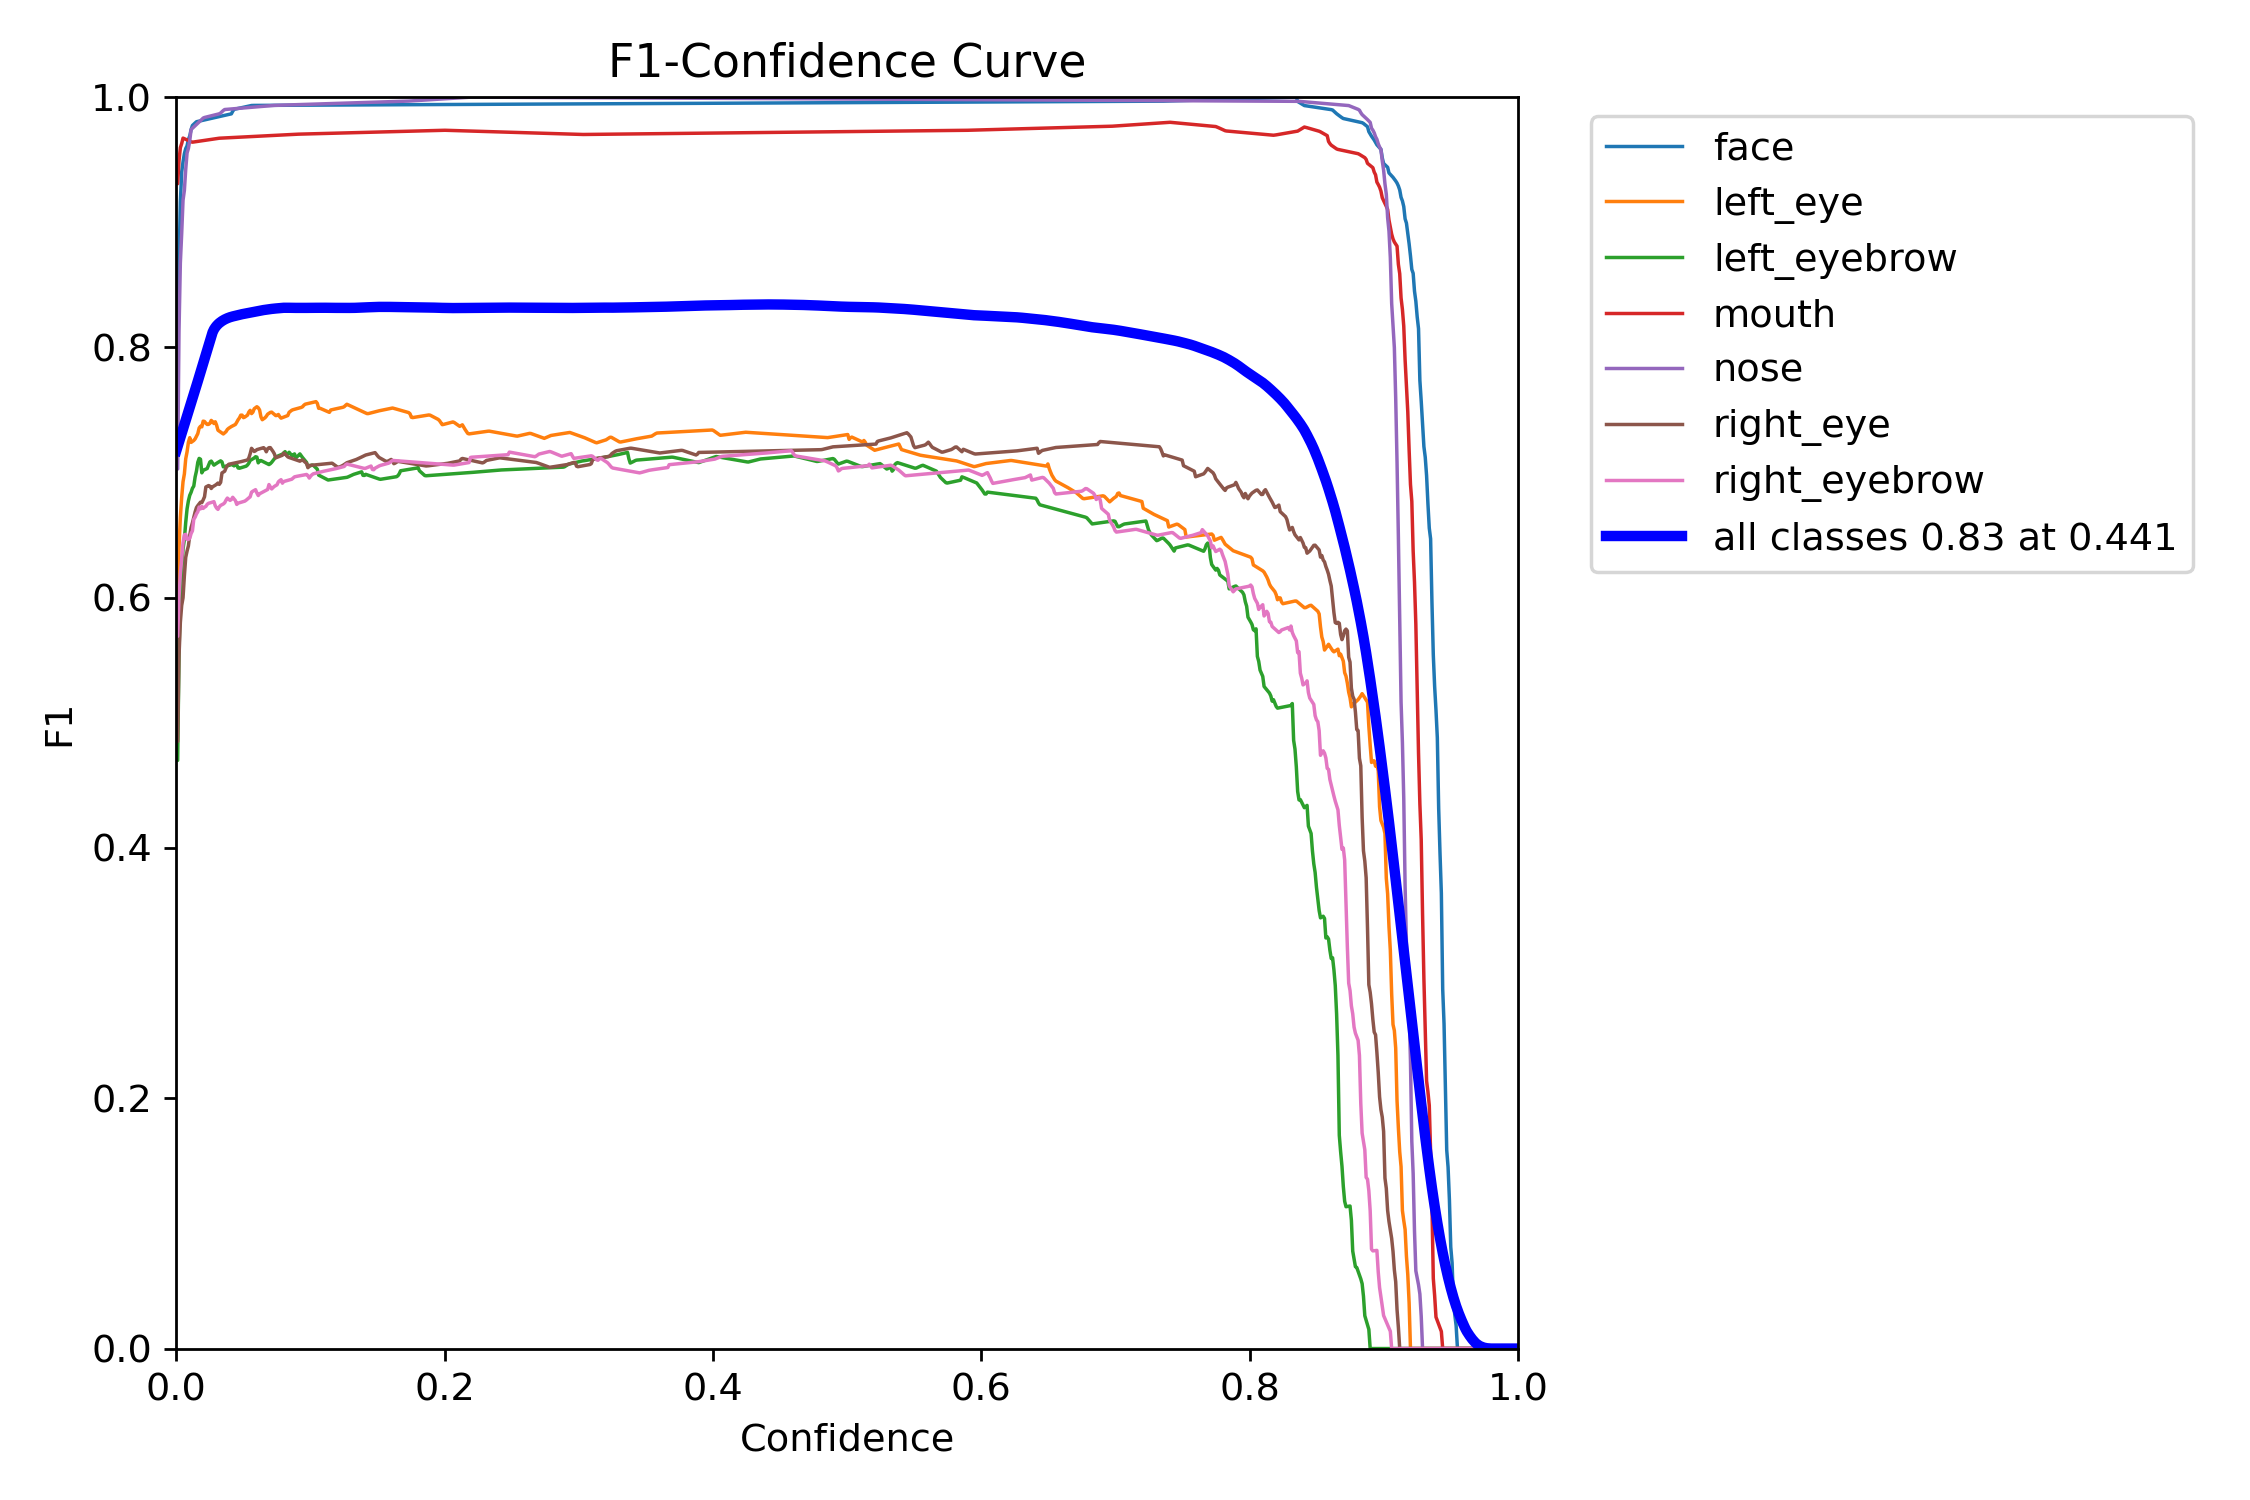 F1-Confidence Curve
1.0
0.8
0.6
0.4
0.2
0.0
F1
0.0 0.2 0.4 0.6 0.8 1.0
Confidence
face
left_eye
left_eyebrow
mouth
nose
right_eye
right_eyebrow
all classes 0.83 at 0.441